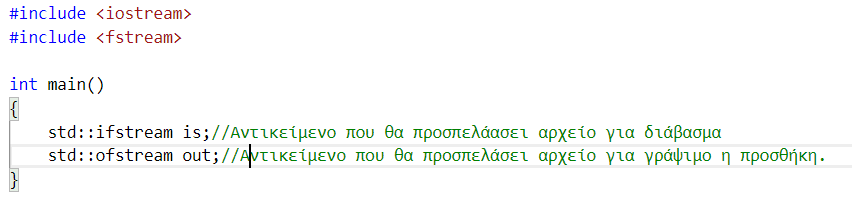 #include <iostream>
#include <fstream>
int main()
{
std::ifstream is;//Αντικείμενο που θα προσπελάασει αρχείο για διάβασμα
std::ofstream out;//Αντικείμενο που θα προσπελάσει αρχείο για γράψιμο η προσθήκη.
}